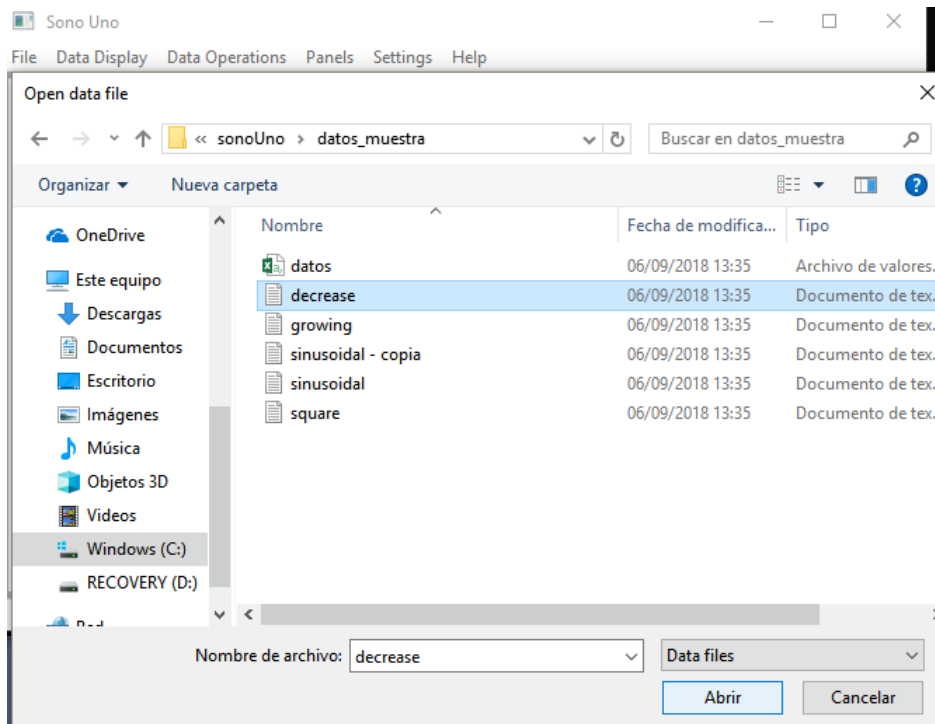 Sono Uno
File Data Display Data Operations Panels Settings Help
Open data file
« sonoUno > datos_muestra
Buscar en datos_muestra
Organizar
Nueva carpeta
OneDrive
Este equipo
Descargas
Documentos
Escritorio
Imágenes
Música
Objetos 3D
Videos
Windows (C:)
RECOVERY (D:)
Nombre Fecha de modifica... Tipo
datos 06/09/2018 13:35 Archivo de valores.
decrease 06/09/2018 13:35 Documento de tex.
growing 06/09/2018 13:35 Documento de tex.
sinusoidal - copia 06/09/2018 13:35 Documento de tex.
sinusoidal 06/09/2018 13:35 Documento de tex.
square 06/09/2018 13:35 Documento de tex.
Nombre de archivo: decrease Data files
Abrir Cancelar